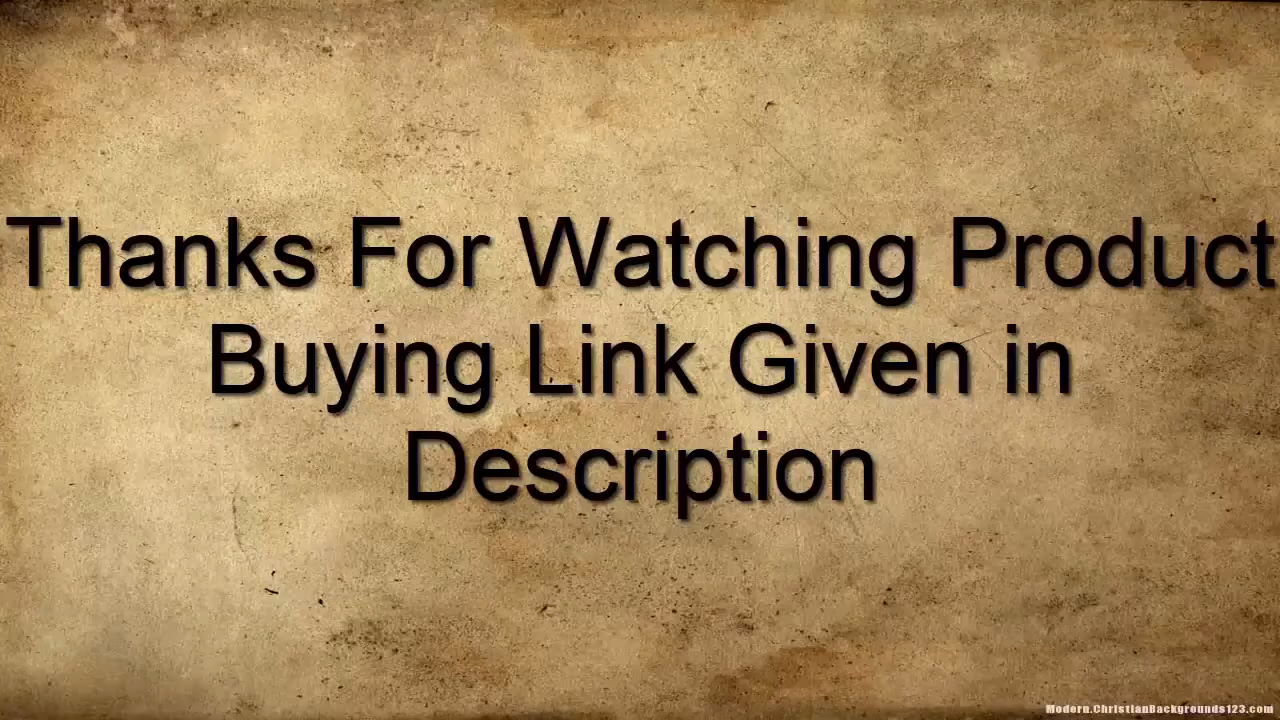 Thanks For Watching Product
Buying Link Given in
Description
Modern.ChristianBackgrounds123.com